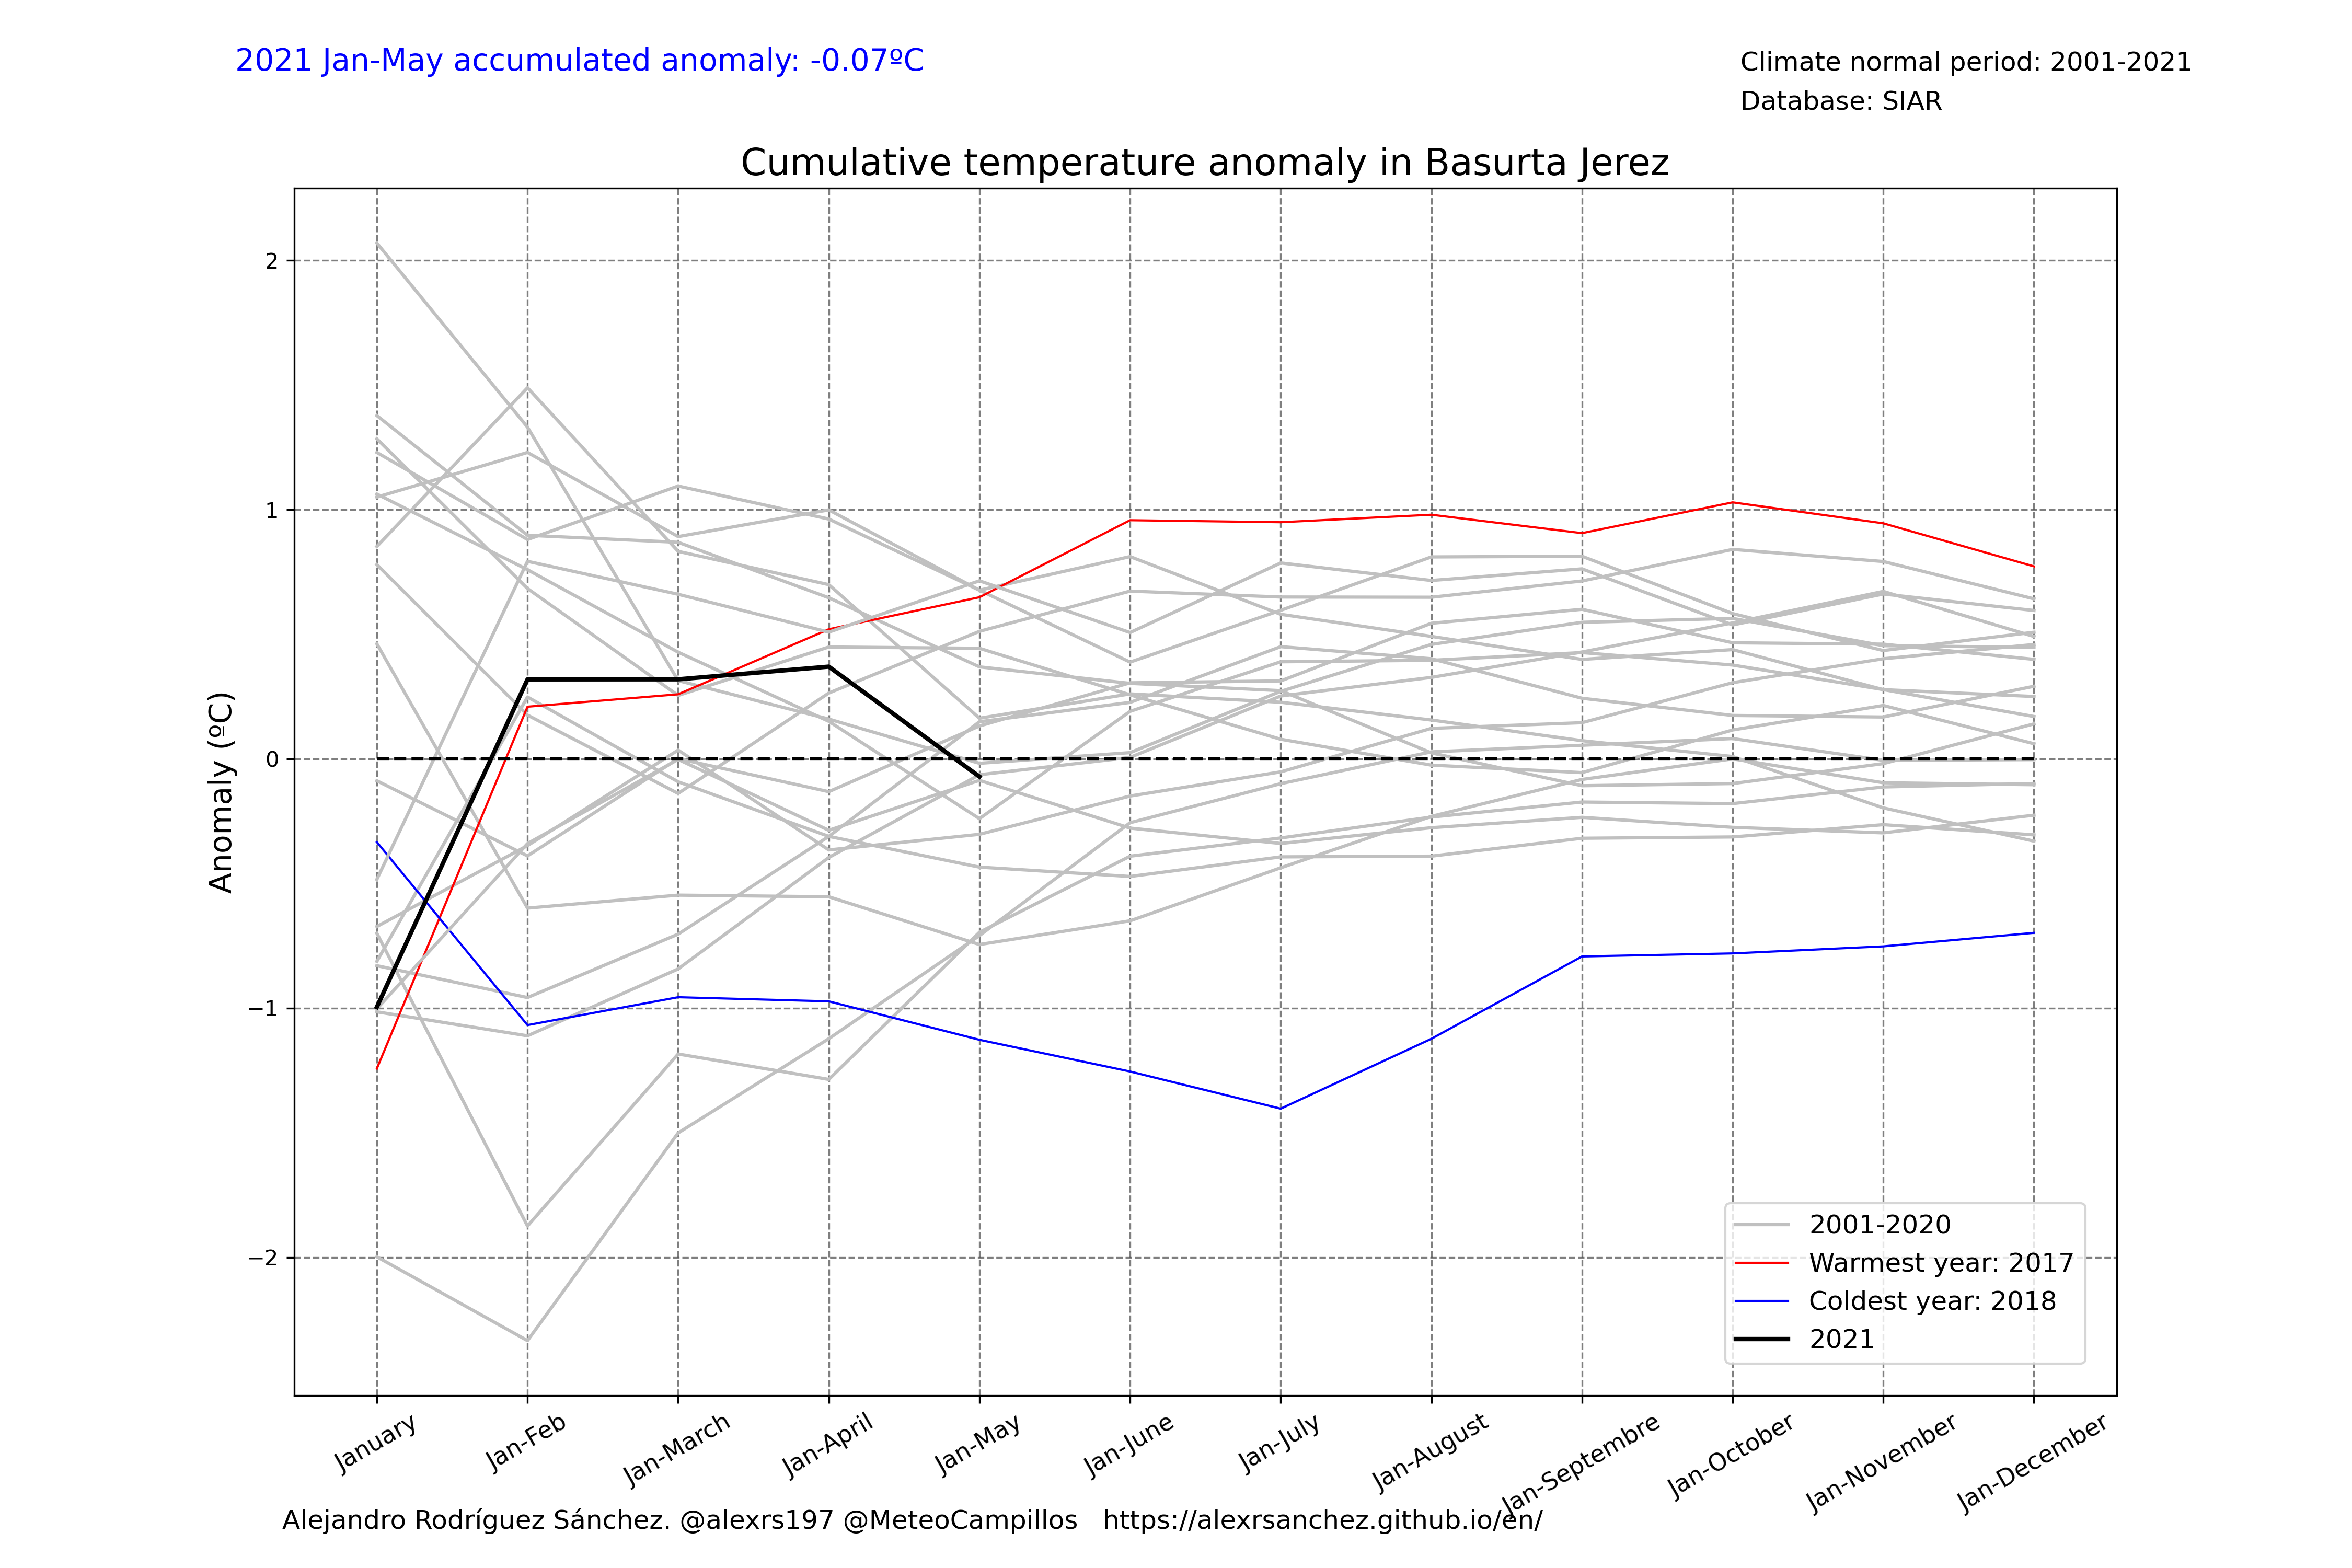 2021 Jan-May accumulated anomaly: -0.07ºC
Climate normal period: 2001-2021
Database: SIAR
Cumulative temperature anomaly in Basurta Jerez
Anomaly (ºC)
2
1
0
−1
−2
2001-2020
Warmest year: 2017
Coldest year: 2018
2021
January
Jan-Feb
Jan-March
Jan-April
Jan-May
Jan-June
Jan-July
Jan-August
Jan-Septembre
Jan-October
Jan-November
Jan-December
Alejandro Rodríguez Sánchez. @alexrs197 @MeteoCampillos   https://alexrsanchez.github.io/en/